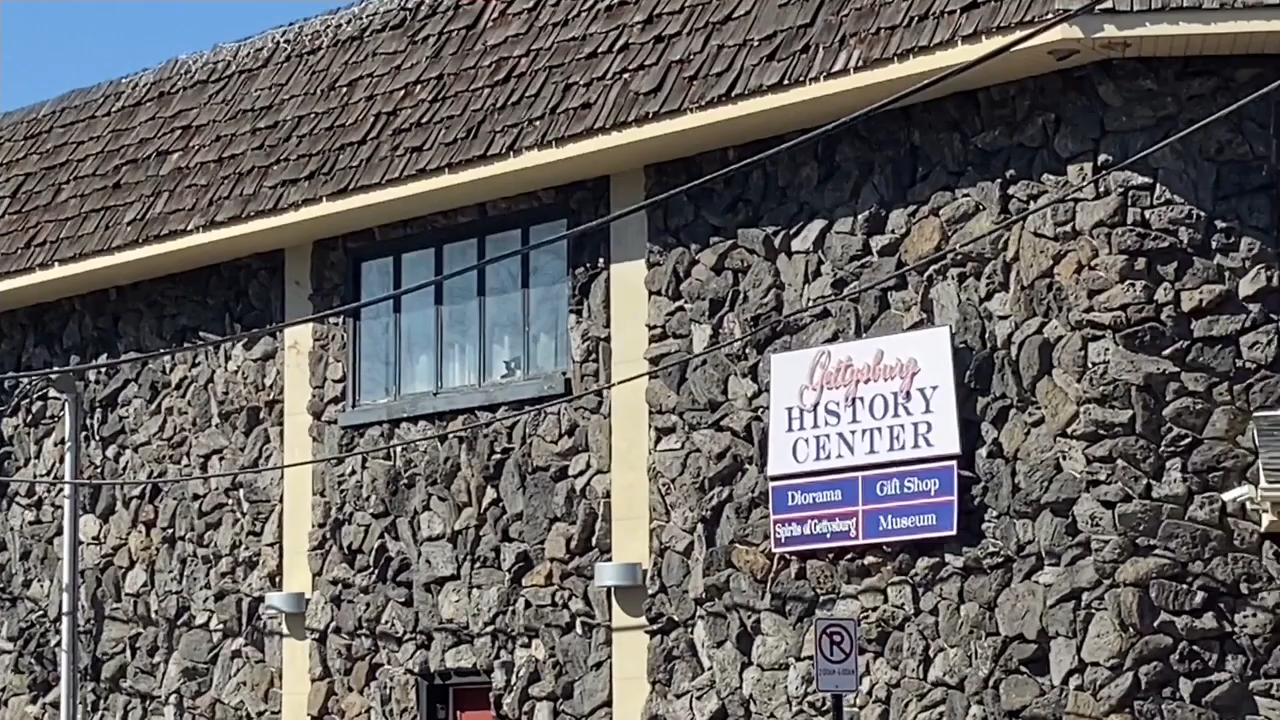 Gettysburg
HISTORY
CENTER
Diorama
Gift Shop
Spirits of Gettysburg
Museum